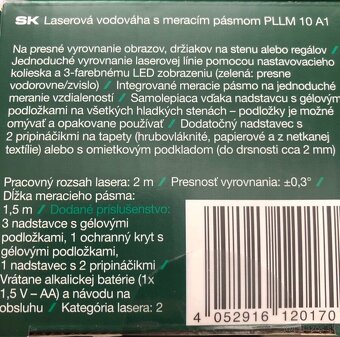 SK Laserová vodováha s meracím pásmom PLLM 10 A1
Na presné vyrovnanie obrazov, držiakov na stenu alebo regálov /
Jednoduché vyrovnanie laserovej línie pomocou nastavovacieho
kolieska a 3-farebnému LED zobrazeniu (zelená: presne
vodorovne/zvislo) / Integrované meracie pásmo na jednoduché
meranie vzdialeností / Samolepiaca vďaka nadstavcu s gélovými
podložkami na všetkých hladkých stenách – podložky je možné
umývať a opakovane používať / Dodatočný nadstavec s
2 pripináčikmi na tapety (hrubovláknité, papierové a z netkanej
textílie) alebo s omietkovým podkladom (do drsnosti cca 2 mm)
Pracovný rozsah lasera: 2 m / Presnosť vyrovnania: ±0,3° /
Dĺžka meracieho pásma:
1,5 m / Dodané príslušenstvo:
3 nadstavce s gélovými
podložkami, 1 ochranný kryt s
gélovými podložkami,
1 nadstavec s 2 pripináčikmi /
Vrátane alkalickej batérie (1x
1,5 V – AA) a návodu na
obsluhu / Kategória lasera: 2
4 052916 120170